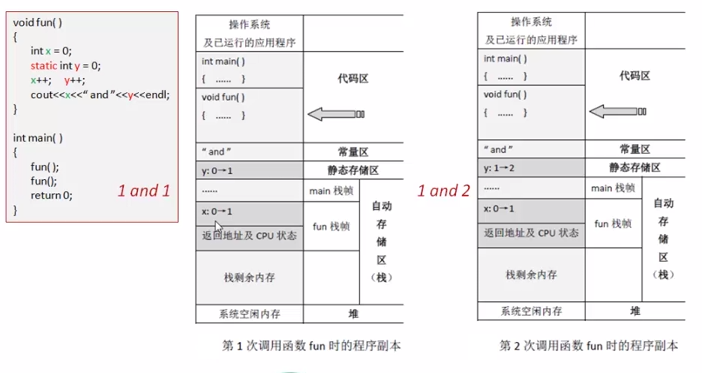 void fun( )
{
int x = 0;
static int y = 0;
x++; y++;
cout<<x<<“ and ”<<y<<endl;
}
int main( )
{
fun( );
fun();
return 0;
}
1 and 1
操作系统
及已运行的应用程序
int main( )
{ …… }
代码区
void fun( )
{ …… }
“ and ”
常量区
y: 0→1
静态存储区
……
main 栈帧
x: 0→1
fun 栈帧
返回地址及 CPU 状态
自动
存
储
区
（栈）
栈剩余内存
系统空闲内存
堆
第 1 次调用函数 fun 时的程序副本
1 and 2
操作系统
及已运行的应用程序
int main( )
{ …… }
代码区
void fun( )
{ …… }
“ and ”
常量区
y: 1→2
静态存储区
……
main 栈帧
x: 0→1
fun 栈帧
返回地址及 CPU 状态
自动
存
储
区
（栈）
栈剩余内存
系统空闲内存
堆
第 2 次调用函数 fun 时的程序副本